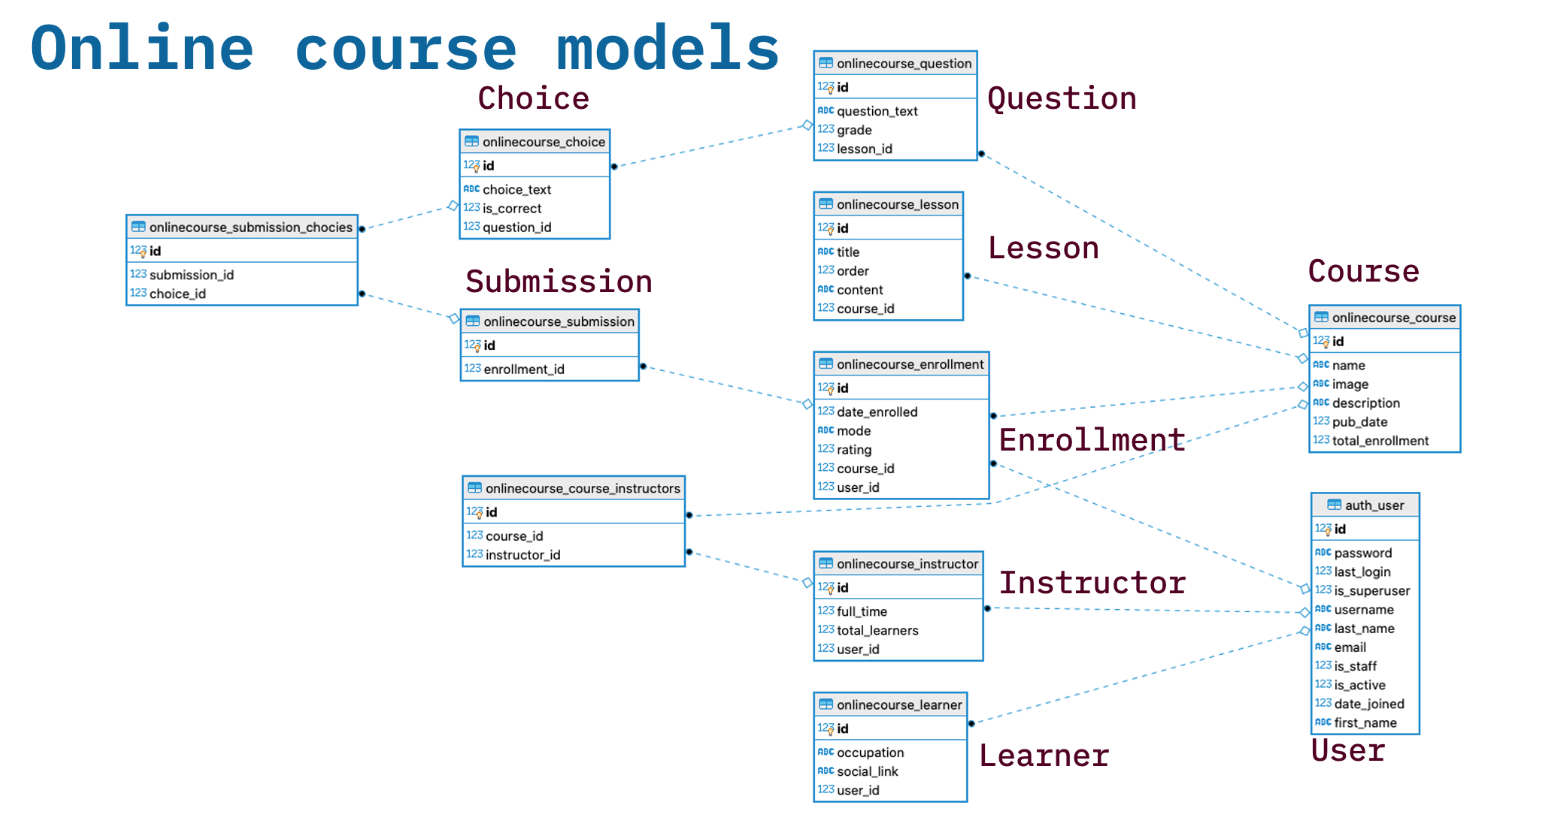 Online course models
Choice
onlinecourse_question
123 id
ABC question_text
123 grade
123 lesson_id
Question
onlinecourse_choice
123 id
ABC choice_text
123 is_correct
123 question_id
onlinecourse_submission_chocies
123 id
123 submission_id
123 choice_id
onlinecourse_lesson
123 id
ABC title
123 order
ABC content
123 course_id
Lesson
Submission
onlinecourse_submission
123 id
123 enrollment_id
Course
onlinecourse_course
123 id
ABC name
ABC image
ABC description
123 pub_date
123 total_enrollment
onlinecourse_enrollment
123 id
123 date_enrolled
ABC mode
123 rating
123 course_id
123 user_id
Enrollment
onlinecourse_course_instructors
123 id
123 course_id
123 instructor_id
onlinecourse_instructor
123 id
123 full_time
123 total_learners
123 user_id
Instructor
auth_user
123 id
ABC password
123 last_login
123 is_superuser
ABC username
ABC last_name
ABC email
123 is_staff
123 is_active
123 date_joined
ABC first_name
User
onlinecourse_learner
123 id
ABC occupation
ABC social_link
123 user_id
Learner